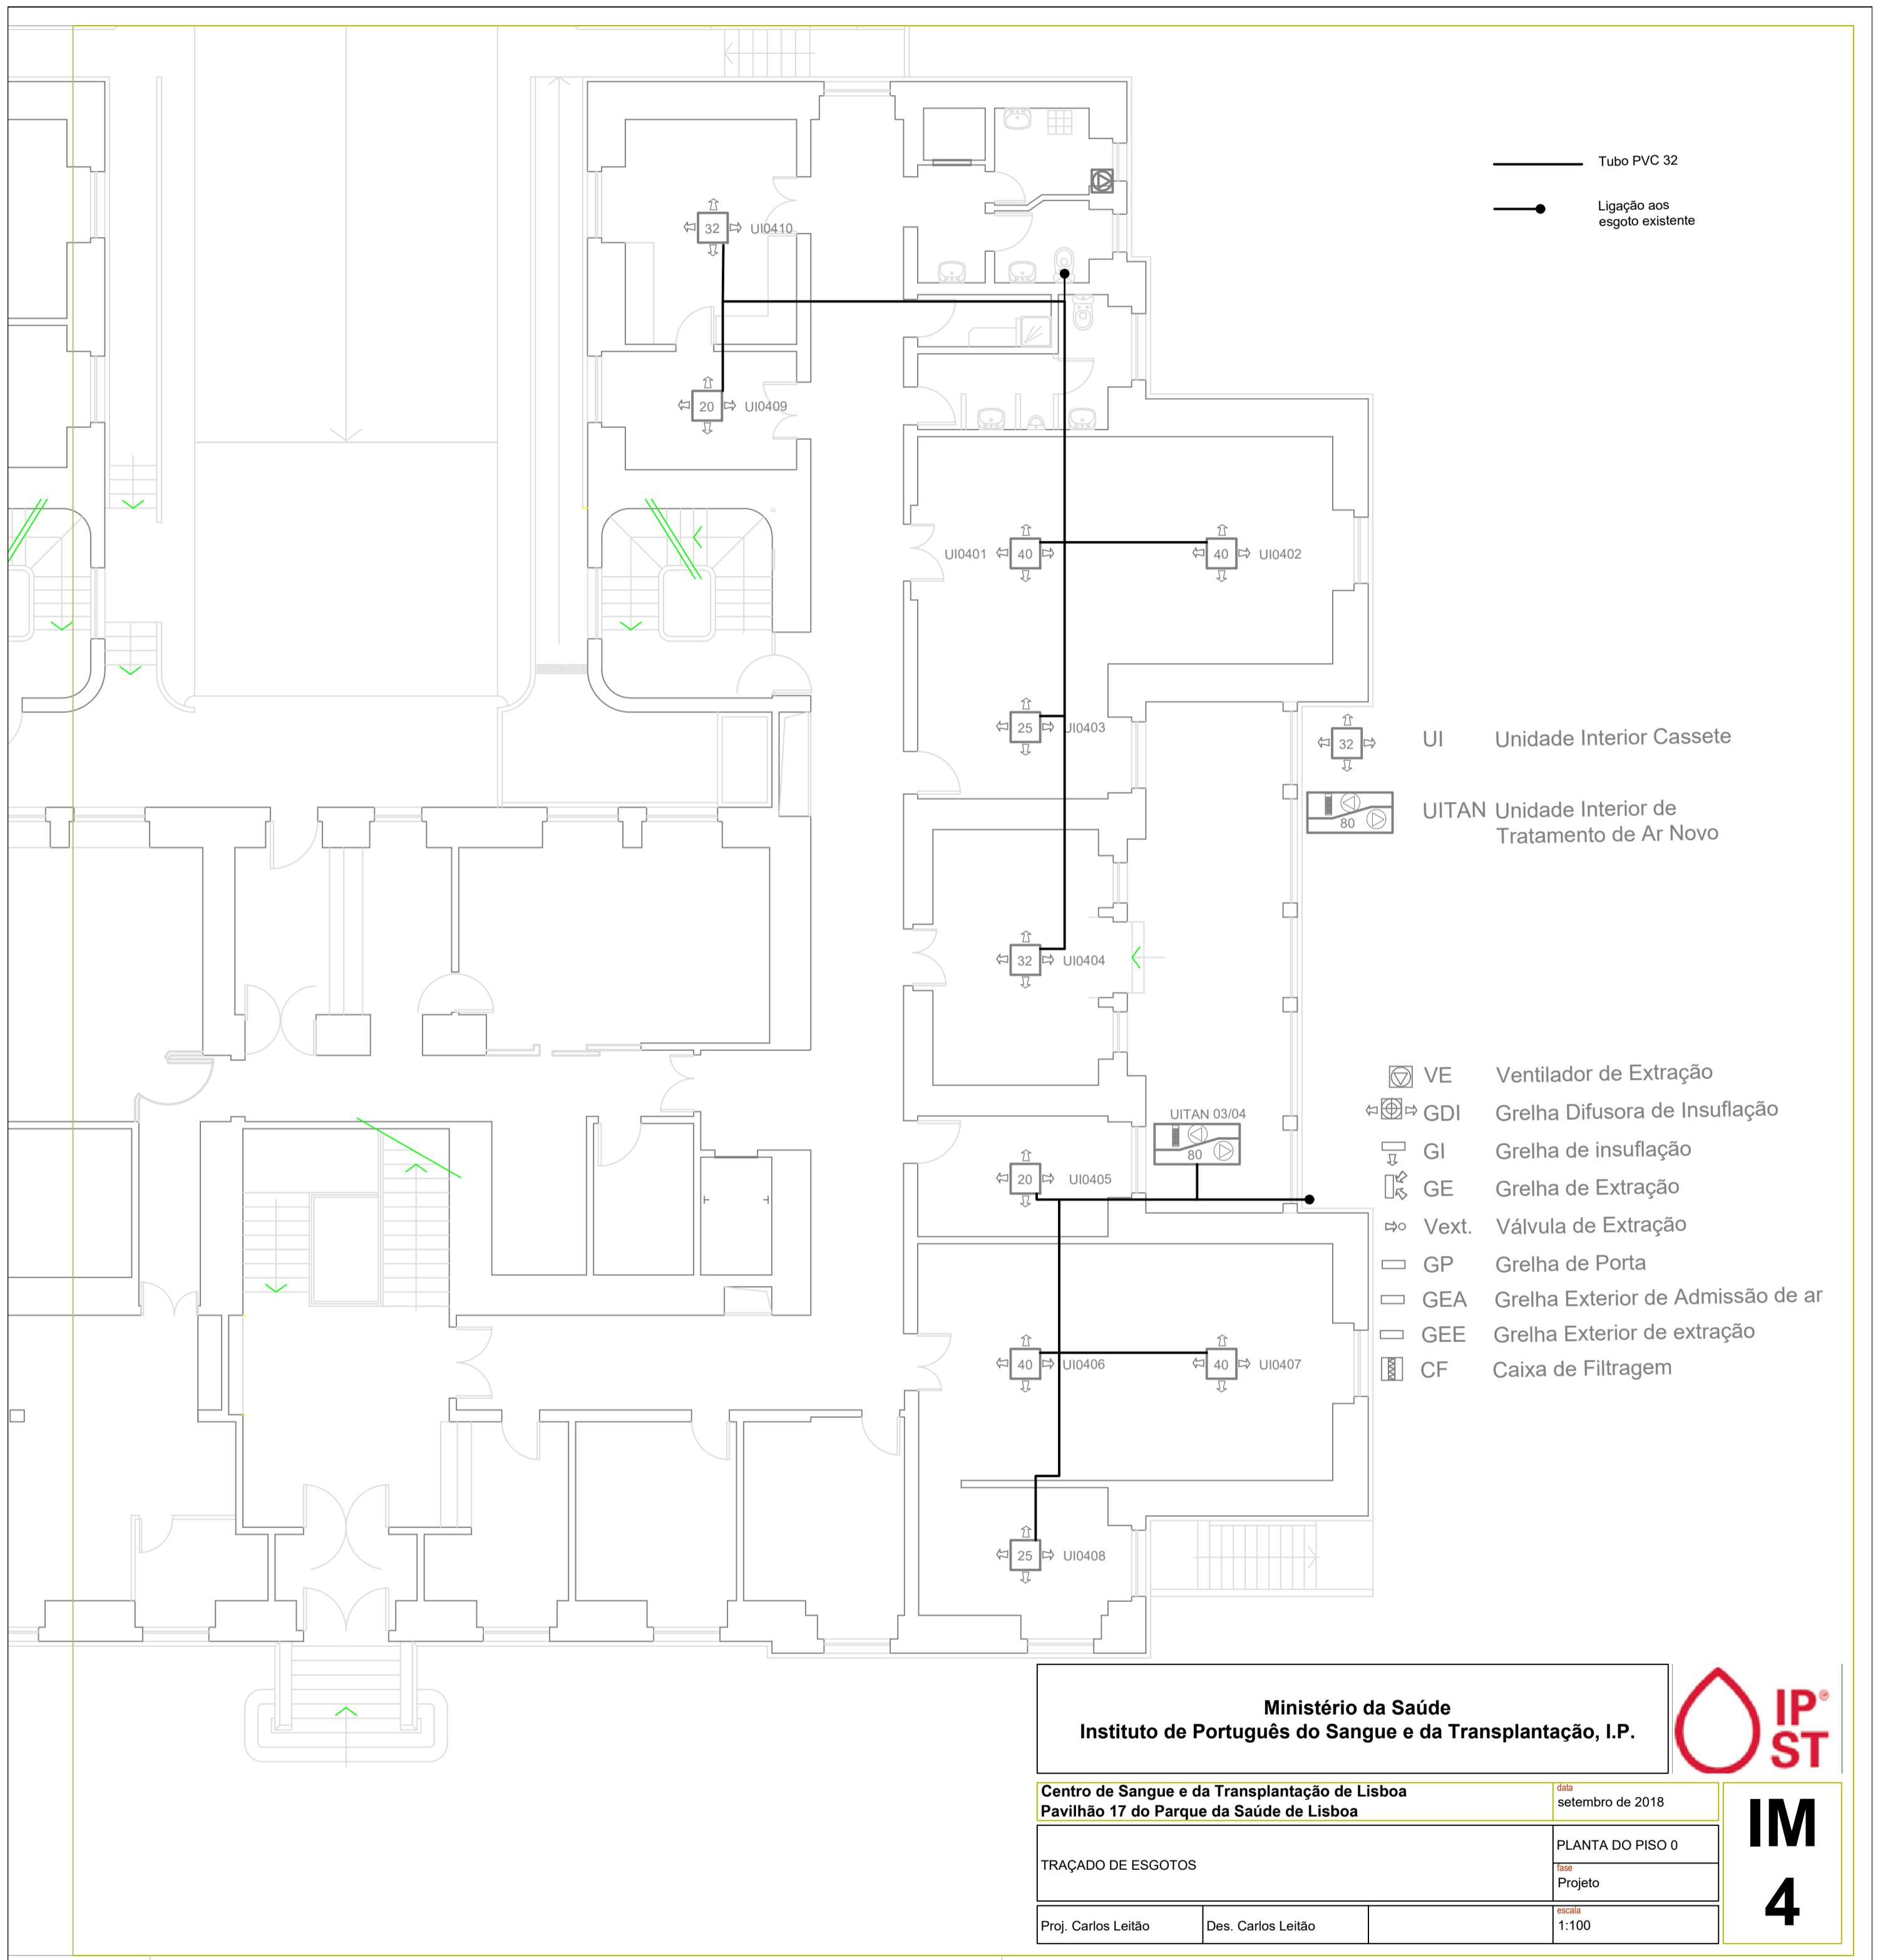 Tubo PVC 32
Ligação aos
esgoto existente
32
UI0410
20
UI0409
UI0401
40
40
UI0402
25
UI0403
32
UI0404
32
UI
Unidade Interior Cassete
80
UITAN
Unidade Interior de
Tratamento de Ar Novo
VE
Ventilador de Extração
GDI
Grelha Difusora de Insuflação
GI
Grelha de insuflação
GE
Grelha de Extração
Vext.
Válvula de Extração
GP
Grelha de Porta
GEA
Grelha Exterior de Admissão de ar
GEE
Grelha Exterior de extração
CF
Caixa de Filtragem
UITAN 03/04
80
20
UI0405
40
UI0406
40
UI0407
25
UI0408
Ministério da Saúde
Instituto de Português do Sangue e da Transplantação, I.P.
IP
ST
Centro de Sangue e da Transplantação de Lisboa
Pavilhão 17 do Parque da Saúde de Lisboa
data
setembro de 2018
TRAÇADO DE ESGOTOS
PLANTA DO PISO 0
fase
Projeto
Proj. Carlos Leitão
Des. Carlos Leitão
escala
1:100
IM
4